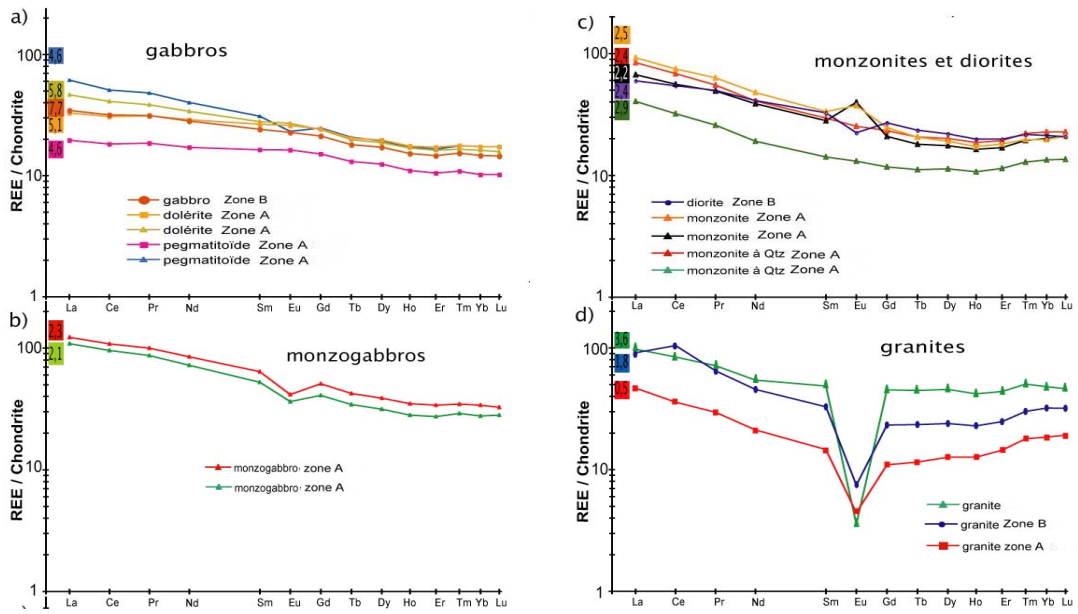 a)
gabbros
REE / Chondrite
100
10
1
4,6
5,8
7,7
5,1
4,6
gabbro Zone B
dolérite Zone A
dolérite Zone A
pegmatitoïde Zone A
pegmatitoïde Zone A
La Ce Pr Nd Sm Eu Gd Tb Dy Ho Er Tm Yb Lu
c)
monzonites et diorites
REE / Chondrite
100
10
1
2,5
2,4
2,2
2,4
2,9
diorite Zone B
monzonite Zone A
monzonite Zone A
monzonite à Qtz Zone A
monzonite à Qtz Zone A
La Ce Pr Nd Sm Eu Gd Tb Dy Ho Er Tm Yb Lu
b)
monzogabbros
REE / Chondrite
100
10
1
2,3
2,1
monzogabbro zone A
monzogabbro zone A
La Ce Pr Nd Sm Eu Gd Tb Dy Ho Er Tm Yb Lu
d)
granites
REE / Chondrite
100
10
1
3,6
1,8
0,5
granite
granite Zone B
granite zone A
La Ce Pr Nd Sm Eu Gd Tb Dy Ho Er Tm Yb Lu